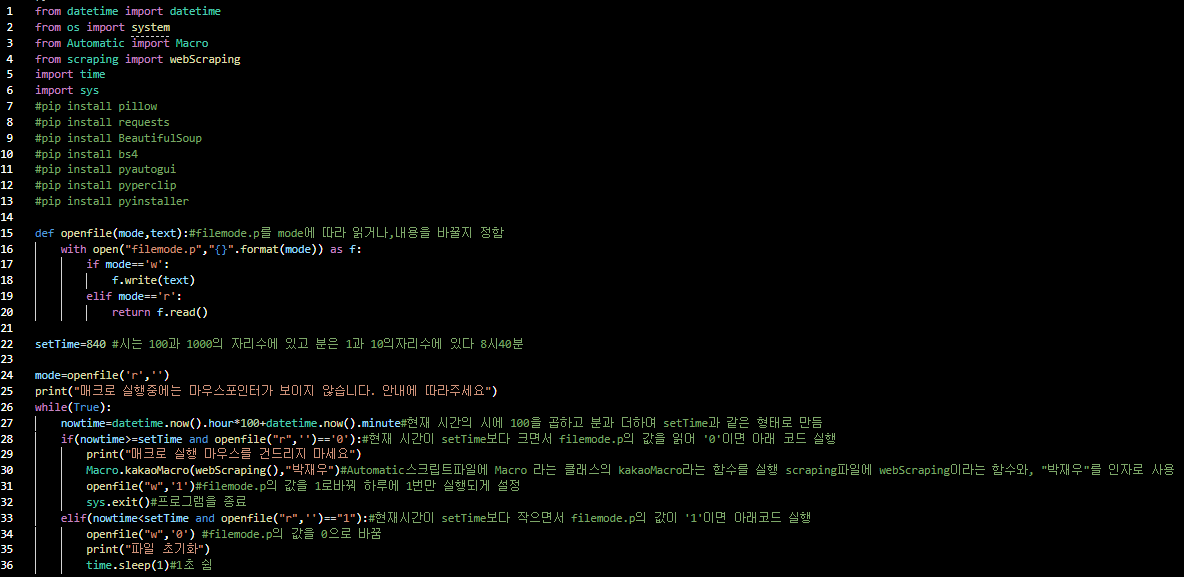 1 from datetime import datetime
2 from os import system
3 from Automatic import Macro
4 from scraping import webScraping
5 import time
6 import sys
7 #pip install pillow
8 #pip install requests
9 #pip install BeautifulSoup
10 #pip install bs4
11 #pip install pyautogui
12 #pip install pyperclip
13 #pip install pyinstaller
14
15 def openfile(mode,text):#filemode.p를 mode에 따라 읽거나,내용을 바꿀지 정함
16 with open("filemode.p","{}".format(mode)) as f:
17 if mode=='w':
18 f.write(text)
19 elif mode=='r':
20 return f.read()
21
22 setTime=840 #시는 100과 1000의 자리수에 있고 분은 1과 10의자리수에 있다 8시40분
23
24 mode=openfile('r','')
25 print("매크로 실행중에는 마우스포인터가 보이지 않습니다. 안내에 따라주세요")
26 while(True):
27 nowtime=datetime.now().hour*100+datetime.now().minute#현재 시간의 시에 100을 곱하고 분과 더하여 setTime과 같은 형태로 만듬
28 if(nowtime>=setTime and openfile("r",'')=='0'):#현재 시간이 setTime보다 크면서 filemode.p의 값을 읽어 '0'이면 아래 코드 실행
29 print("매크로 실행 마우스를 건드리지 마세요")
30 Macro.kakaoMacro(webScraping(),"박재우")#Automatic스크립트파일에 Macro 라는 클래스의 kakaoMacro라는 함수를 실행 scraping파일에 webScraping이라는 함수와, "박재우"를 인자로 사용
31 openfile("w",'1')#filemode.p의 값을 1로바꿔 하루에 1번만 실행되게 설정
32 sys.exit()#프로그램을 종료
33 elif(nowtime<setTime and openfile("r",'')=="1"):#현재시간이 setTime보다 작으면서 filemode.p의 값이 '1'이면 아래코드 실행
34 openfile("w",'0') #filemode.p의 값을 0으로 바꿈
35 print("파일 초기화")
36 time.sleep(1)#1초 쉼